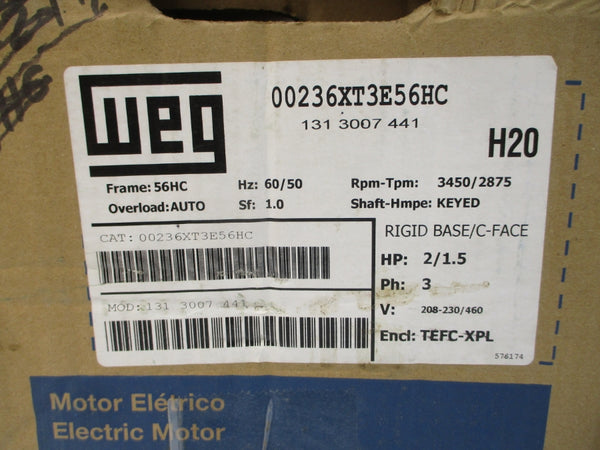 weg
00236XT3E56HC
131 3007 441
H20
Frame: 56HC Hz: 60/50 Rpm-Tpm: 3450/2875
Overload: AUTO Sf: 1.0 Shaft-Hmpe: KEYED
CAT: 00236XT3E56HC
MOD: 131 3007 441
RIGID BASE/C-FACE
HP: 2/1.5
Ph: 3
V: 208-230/460
Encl: TEFC-XPL
576174
Motor Elétrico
Electric Motor